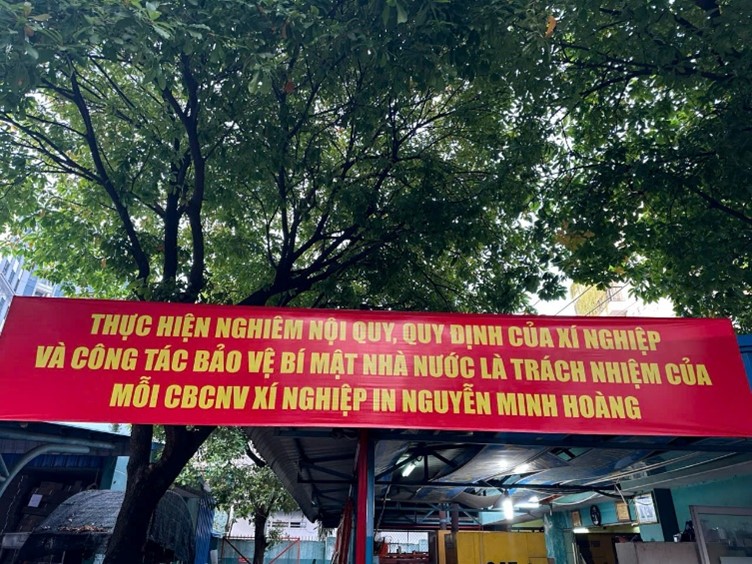 THỰC HIỆN NGHIÊM NỘI QUY, QUY ĐỊNH CỦA XÍ NGHIỆP
VÀ CÔNG TÁC BẢO VỆ BÍ MẬT NHÀ NƯỚC LÀ TRÁCH NHIỆM CỦA
MỖI CBCNV XÍ NGHIỆP IN NGUYỄN MINH HOÀNG